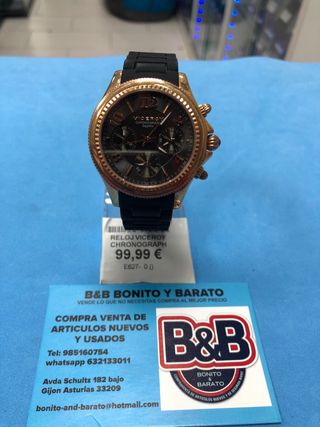 VICEROY
RELOJ VICEROY
CHRONOGRAPH
99,99 €
E627- 0 ()
B&B BONITO Y BARATO
VENDE LO QUE NO NECESITAS COMPRA AL MEJOR PRECIO
COMPRA VENTA DE
ARTICULOS NUEVOS
Y USADOS
Tel: 985160754
whatsapp 632133011
Avda Schultz 182 bajo
Gijon Asturias 33209
bonito-and-barato@hotmail.com
B&B
BONITO
&
BARATO